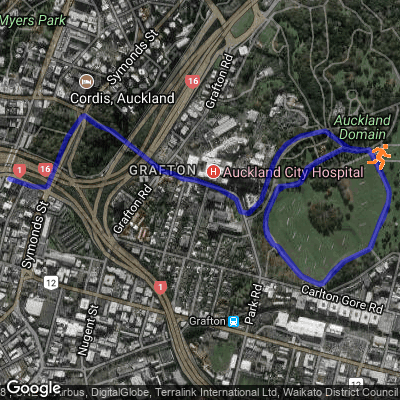 Myers Park
Symonds St
16
Grafton Rd
Cordis, Auckland
Auckland
Domain
1
16
GRAFTON
H
Auckland City Hospital
Symonds St
Grafton Rd
12
1
Nugent St
Park Rd
Carlton Gore Rd
Grafton
12
Google
Airbus, DigitalGlobe, Terralink International Ltd, Waikato District Council